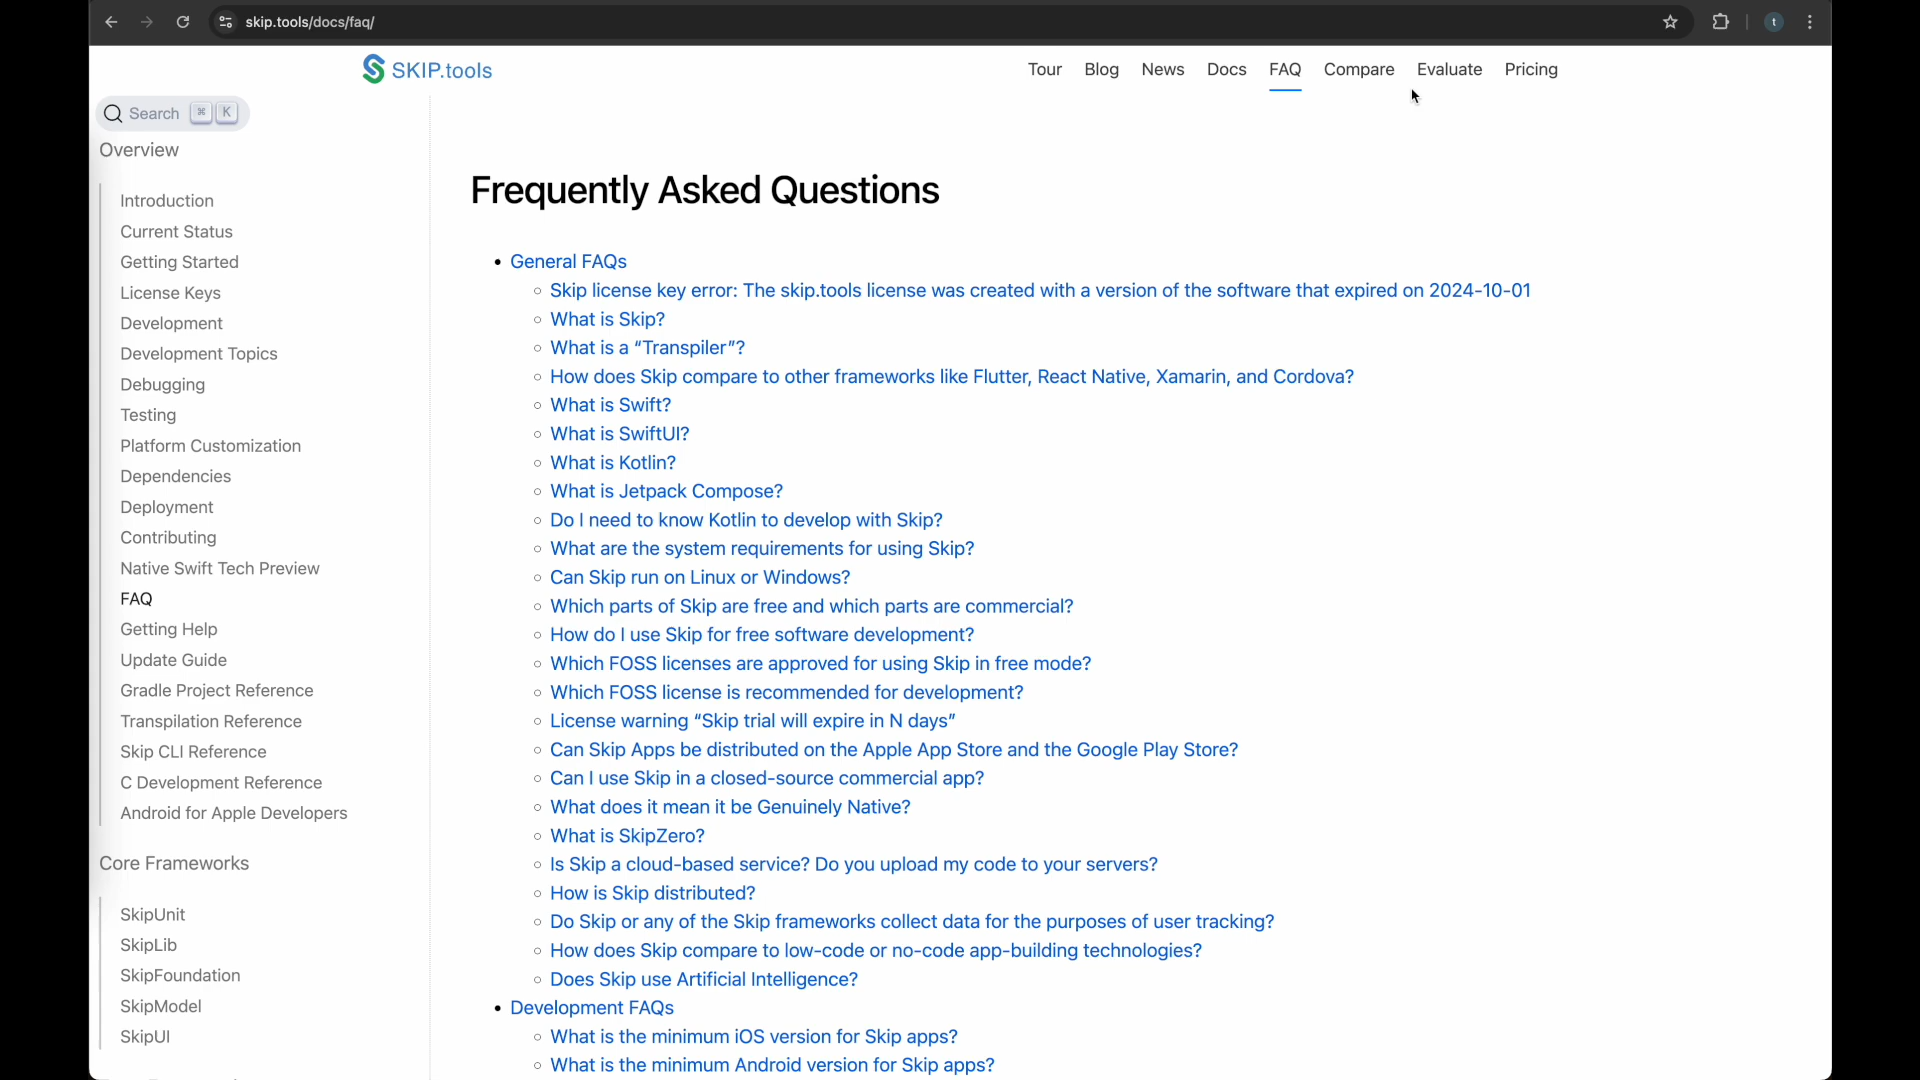 skip.tools/docs/faq/
t
SKIP.tools
Tour Blog News Docs FAQ Compare Evaluate Pricing
Search ⌘ K
Overview
Introduction
Current Status
Getting Started
License Keys
Development
Development Topics
Debugging
Testing
Platform Customization
Dependencies
Deployment
Contributing
Native Swift Tech Preview
FAQ
Getting Help
Update Guide
Gradle Project Reference
Transpilation Reference
Skip CLI Reference
C Development Reference
Android for Apple Developers
Core Frameworks
SkipUnit
SkipLib
SkipFoundation
SkipModel
SkipUI
Frequently Asked Questions
General FAQs
Skip license key error: The skip.tools license was created with a version of the software that expired on 2024-10-01
What is Skip?
What is a “Transpiler”?
How does Skip compare to other frameworks like Flutter, React Native, Xamarin, and Cordova?
What is Swift?
What is SwiftUI?
What is Kotlin?
What is Jetpack Compose?
Do I need to know Kotlin to develop with Skip?
What are the system requirements for using Skip?
Can Skip run on Linux or Windows?
Which parts of Skip are free and which parts are commercial?
How do I use Skip for free software development?
Which FOSS licenses are approved for using Skip in free mode?
Which FOSS license is recommended for development?
License warning “Skip trial will expire in N days”
Can Skip Apps be distributed on the Apple App Store and the Google Play Store?
Can I use Skip in a closed-source commercial app?
What does it mean it be Genuinely Native?
What is SkipZero?
Is Skip a cloud-based service? Do you upload my code to your servers?
How is Skip distributed?
Do Skip or any of the Skip frameworks collect data for the purposes of user tracking?
How does Skip compare to low-code or no-code app-building technologies?
Does Skip use Artificial Intelligence?
Development FAQs
What is the minimum iOS version for Skip apps?
What is the minimum Android version for Skip apps?